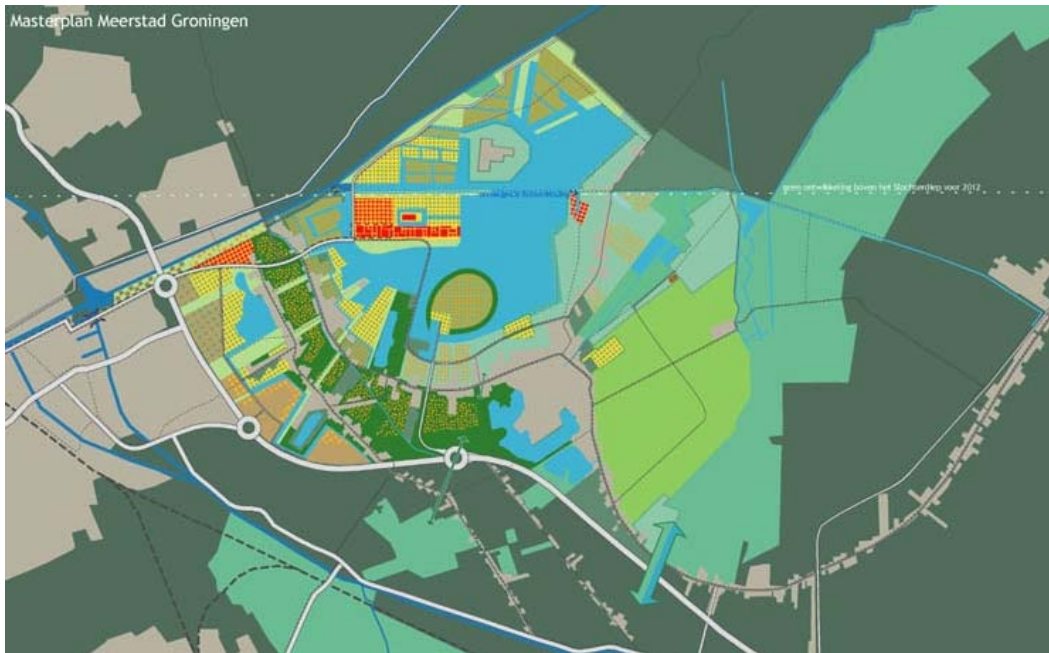 Masterplan Meerstad Groningen
geen ontwikkeling boven het Slochterdiep voor 2012